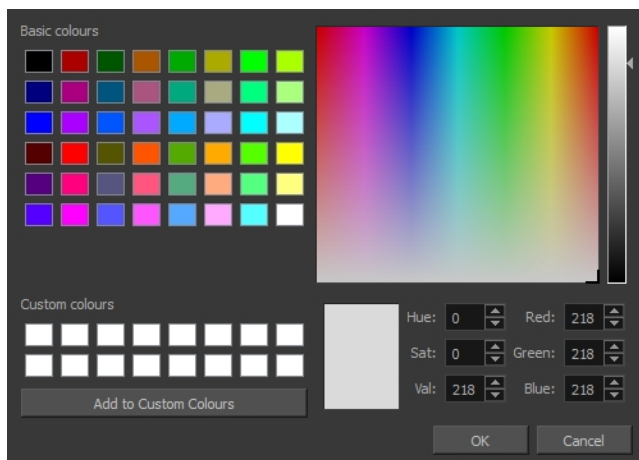 Basic colours
Custom colours
Add to Custom Colours
Hue: 0 Red: 218
Sat: 0 Green: 218
Val: 218 Blue: 218
OK Cancel